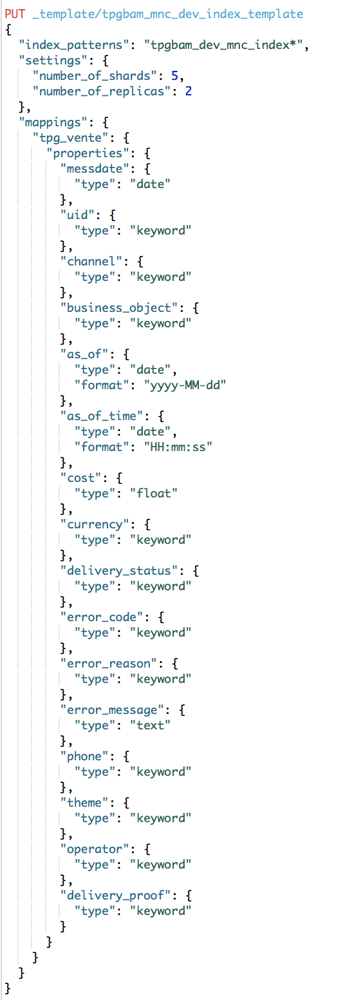 PUT _template/tpgbam_mnc_dev_index_template
{
  "index_patterns": "tpgbam_dev_mnc_index*",
  "settings": {
    "number_of_shards": 5,
    "number_of_replicas": 2
  },
  "mappings": {
    "tpg_vente": {
      "properties": {
        "messdate": {
          "type": "date"
        },
        "uid": {
          "type": "keyword"
        },
        "channel": {
          "type": "keyword"
        },
        "business_object": {
          "type": "keyword"
        },
        "as_of": {
          "type": "date",
          "format": "yyyy-MM-dd"
        },
        "as_of_time": {
          "type": "date",
          "format": "HH:mm:ss"
        },
        "cost": {
          "type": "float"
        },
        "currency": {
          "type": "keyword"
        },
        "delivery_status": {
          "type": "keyword"
        },
        "error_code": {
          "type": "keyword"
        },
        "error_reason": {
          "type": "keyword"
        },
        "error_message": {
          "type": "text"
        },
        "phone": {
          "type": "keyword"
        },
        "theme": {
          "type": "keyword"
        },
        "operator": {
          "type": "keyword"
        },
        "delivery_proof": {
          "type": "keyword"
        }
      }
    }
  }
}